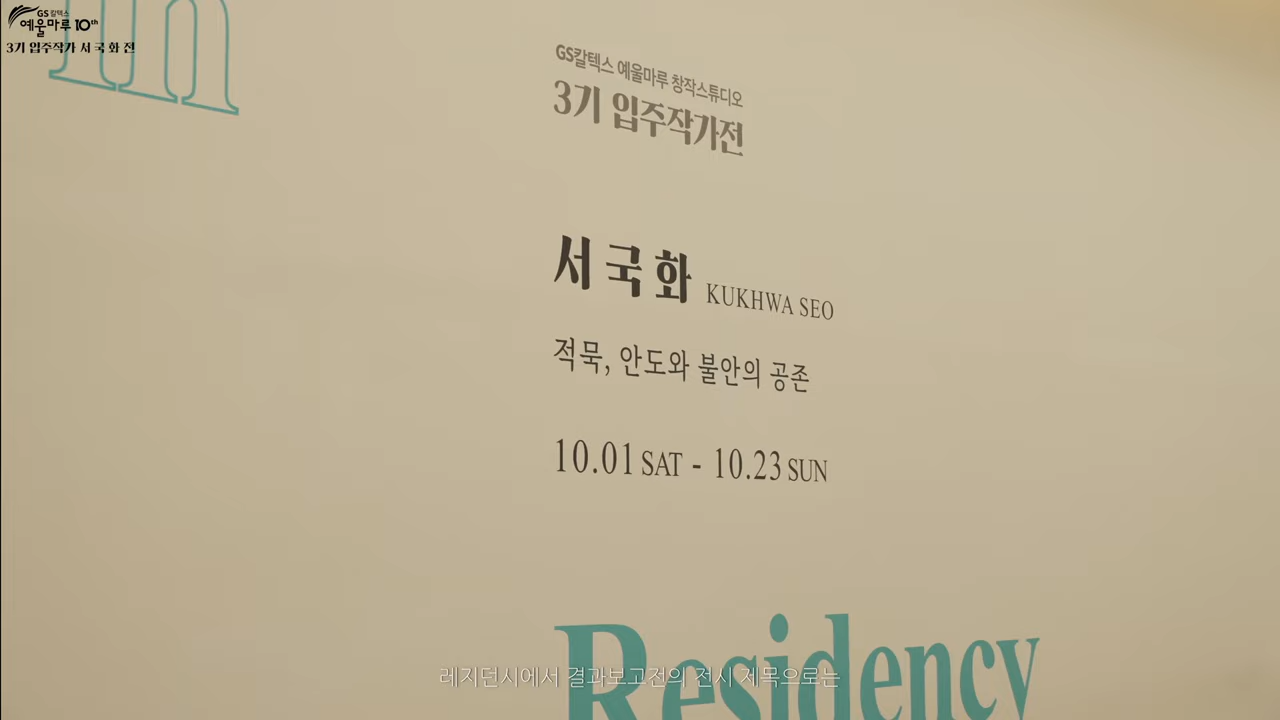 GS칼텍스
예울마루 10th
3기 입주작가 서국화전
in
GS칼텍스 예울마루 창작스튜디오
3기 입주작가전
서국화 KUKHWA SEO
적묵, 안도와 불안의 공존
10.01 SAT - 10.23 SUN
Residency
레지던시에서 결과보고전의 전시 제목으로는